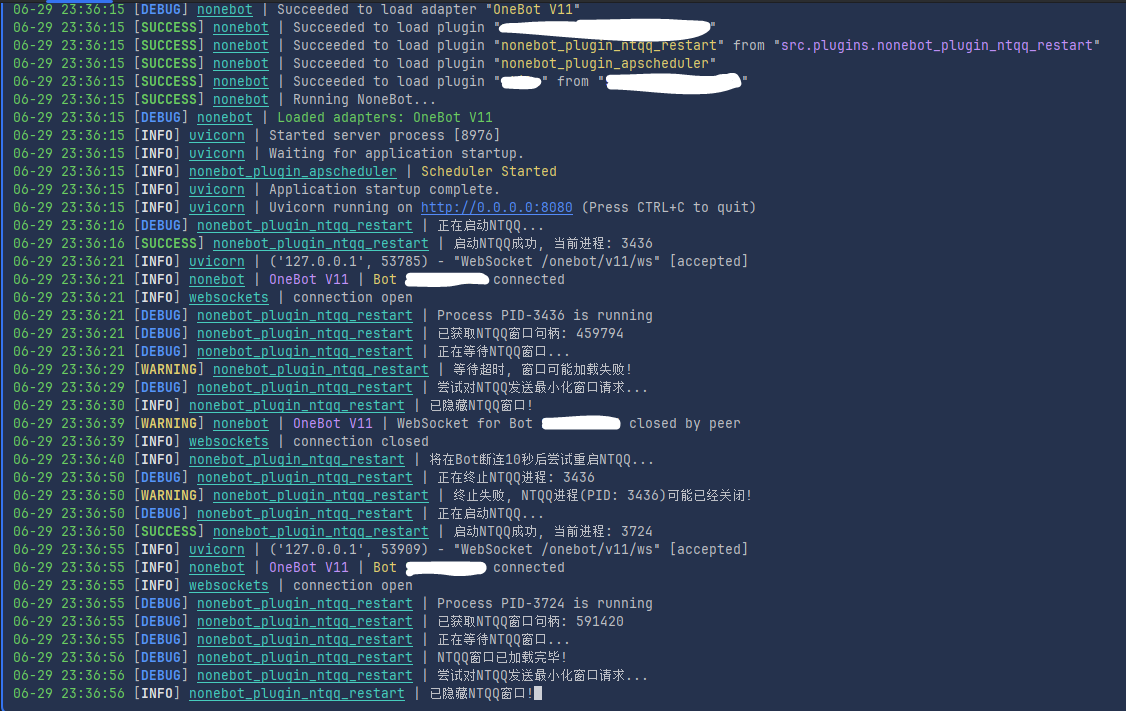 06-29 23:36:15 [DEBUG] nonebot | Succeeded to load adapter "OneBot V11"
06-29 23:36:15 [SUCCESS] nonebot | Succeeded to load plugin " "
06-29 23:36:15 [SUCCESS] nonebot | Succeeded to load plugin "nonebot_plugin_ntqq_restart" from "src.plugins.nonebot_plugin_ntqq_restart"
06-29 23:36:15 [SUCCESS] nonebot | Succeeded to load plugin "nonebot_plugin_apscheduler"
06-29 23:36:15 [SUCCESS] nonebot | Succeeded to load plugin " " from " "
06-29 23:36:15 [SUCCESS] nonebot | Running NoneBot...
06-29 23:36:15 [DEBUG] nonebot | Loaded adapters: OneBot V11
06-29 23:36:15 [INFO] uvicorn | Started server process [8976]
06-29 23:36:15 [INFO] uvicorn | Waiting for application startup.
06-29 23:36:15 [INFO] nonebot_plugin_apscheduler | Scheduler Started
06-29 23:36:15 [INFO] uvicorn | Application startup complete.
06-29 23:36:15 [INFO] uvicorn | Uvicorn running on http://0.0.0.0:8080 (Press CTRL+C to quit)
06-29 23:36:16 [DEBUG] nonebot_plugin_ntqq_restart | 正在启动NTQQ...
06-29 23:36:16 [SUCCESS] nonebot_plugin_ntqq_restart | 启动NTQQ成功, 当前进程: 3436
06-29 23:36:21 [INFO] uvicorn | ('127.0.0.1', 53785) - "WebSocket /onebot/v11/ws" [accepted]
06-29 23:36:21 [INFO] nonebot | OneBot V11 | Bot connected
06-29 23:36:21 [INFO] websockets | connection open
06-29 23:36:21 [DEBUG] nonebot_plugin_ntqq_restart | Process PID-3436 is running
06-29 23:36:21 [DEBUG] nonebot_plugin_ntqq_restart | 已获取NTQQ窗口句柄: 459794
06-29 23:36:21 [DEBUG] nonebot_plugin_ntqq_restart | 正在等待NTQQ窗口...
06-29 23:36:29 [WARNING] nonebot_plugin_ntqq_restart | 等待超时, 窗口可能加载失败!
06-29 23:36:29 [DEBUG] nonebot_plugin_ntqq_restart | 尝试对NTQQ发送最小化窗口请求...
06-29 23:36:30 [INFO] nonebot_plugin_ntqq_restart | 已隐藏NTQQ窗口!
06-29 23:36:39 [WARNING] nonebot | OneBot V11 | WebSocket for Bot closed by peer
06-29 23:36:39 [INFO] websockets | connection closed
06-29 23:36:40 [INFO] nonebot_plugin_ntqq_restart | 将在Bot断连10秒后尝试重启NTQQ...
06-29 23:36:50 [DEBUG] nonebot_plugin_ntqq_restart | 正在终止NTQQ进程: 3436
06-29 23:36:50 [WARNING] nonebot_plugin_ntqq_restart | 终止失败, NTQQ进程(PID: 3436)可能已经关闭!
06-29 23:36:50 [DEBUG] nonebot_plugin_ntqq_restart | 正在启动NTQQ...
06-29 23:36:50 [SUCCESS] nonebot_plugin_ntqq_restart | 启动NTQQ成功, 当前进程: 3724
06-29 23:36:55 [INFO] uvicorn | ('127.0.0.1', 53909) - "WebSocket /onebot/v11/ws" [accepted]
06-29 23:36:55 [INFO] nonebot | OneBot V11 | Bot connected
06-29 23:36:55 [INFO] websockets | connection open
06-29 23:36:55 [DEBUG] nonebot_plugin_ntqq_restart | Process PID-3724 is running
06-29 23:36:55 [DEBUG] nonebot_plugin_ntqq_restart | 已获取NTQQ窗口句柄: 591420
06-29 23:36:55 [DEBUG] nonebot_plugin_ntqq_restart | 正在等待NTQQ窗口...
06-29 23:36:56 [DEBUG] nonebot_plugin_ntqq_restart | NTQQ窗口已加载完毕!
06-29 23:36:56 [DEBUG] nonebot_plugin_ntqq_restart | 尝试对NTQQ发送最小化窗口请求...
06-29 23:36:56 [INFO] nonebot_plugin_ntqq_restart | 已隐藏NTQQ窗口!